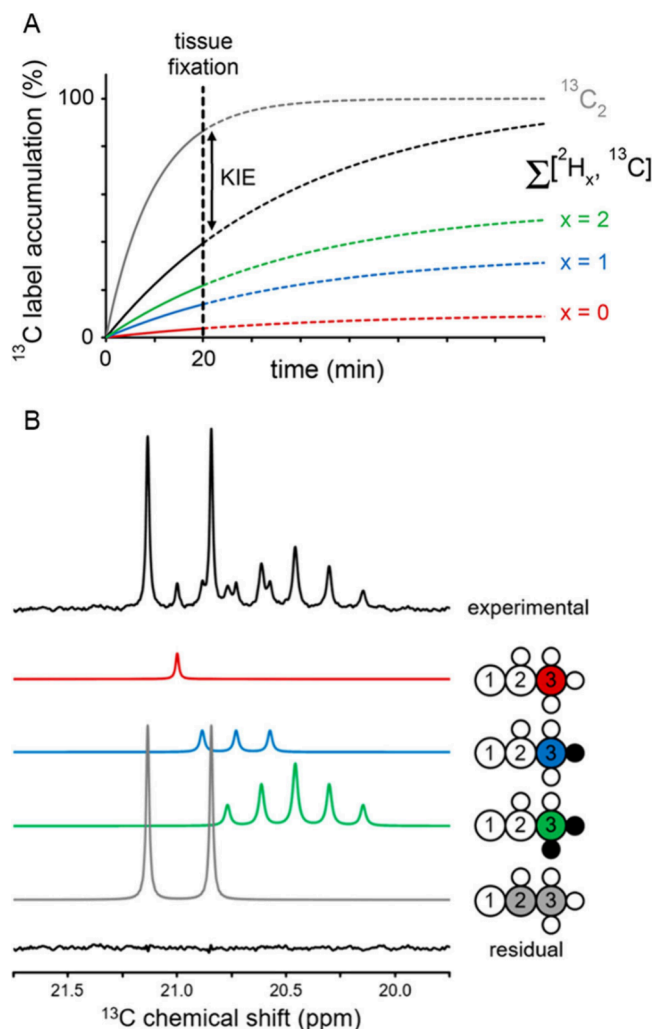 A
tissue
fixation
¹³C label accumulation (%)
100
0
KIE
¹³C₂
∑[²Hₓ, ¹³C]
x = 2
x = 1
x = 0
0
20
time (min)
B
experimental
1 2 3
1 2 3
1 2 3
1 2 3
residual
21.5
21.0
20.5
20.0
¹³C chemical shift (ppm)